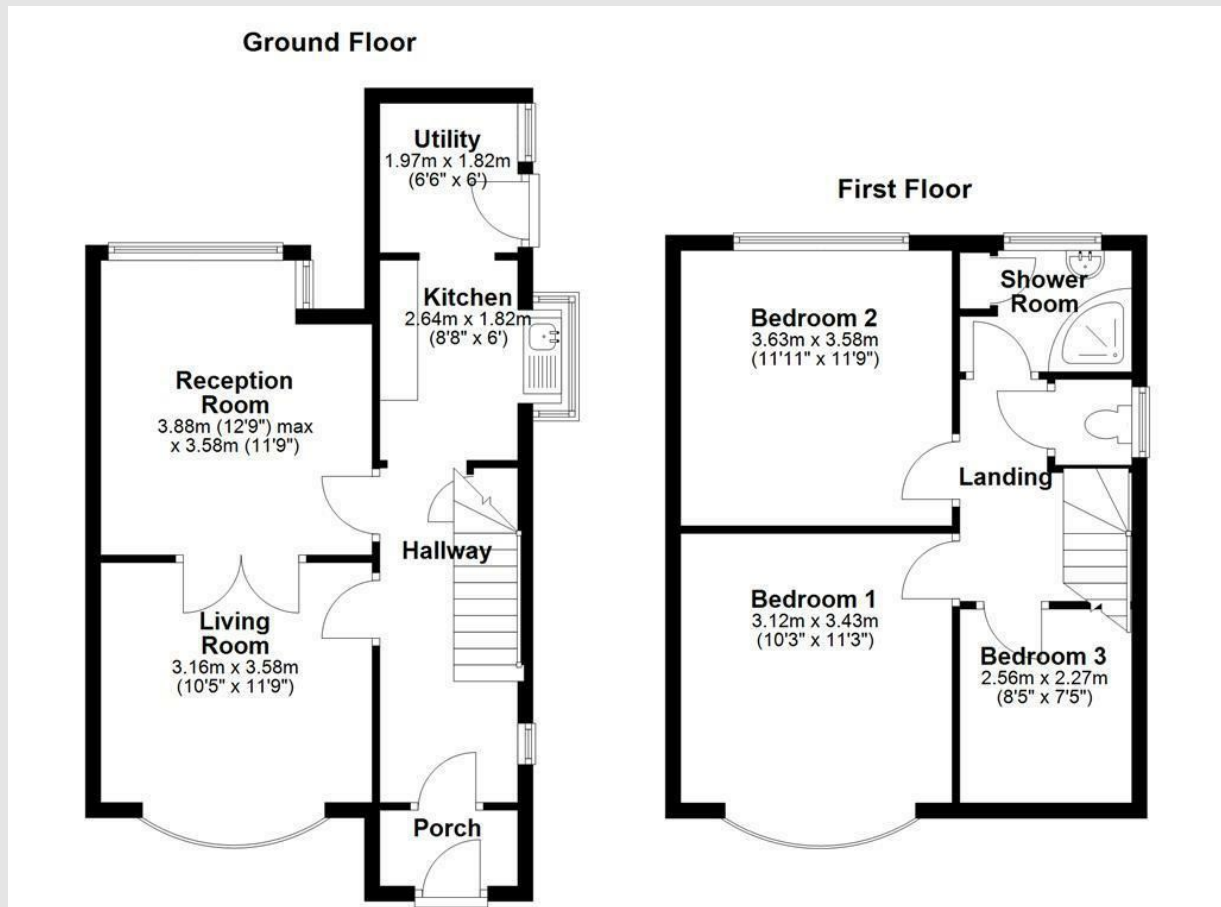 Ground Floor
Utility
1.97m x 1.82m
(6'6" x 6')
Kitchen
2.64m x 1.82m
(8'8" x 6')
Reception
Room
3.88m (12'9") max
x 3.58m (11'9")
Hallway
Living
Room
3.16m x 3.58m
(10'5" x 11'9")
Porch
First Floor
Shower
Room
Bedroom 2
3.63m x 3.58m
(11'11" x 11'9")
Landing
Bedroom 1
3.12m x 3.43m
(10'3" x 11'3")
Bedroom 3
2.56m x 2.27m
(8'5" x 7'5")